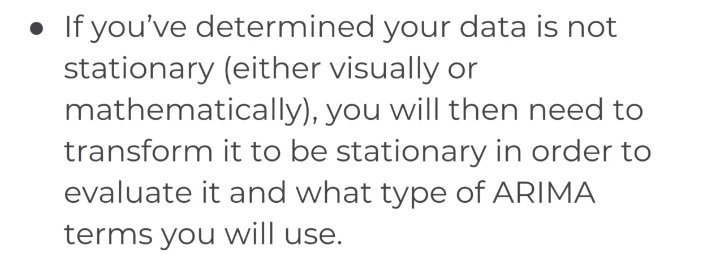 ● If you’ve determined your data is not
stationary (either visually or
mathematically), you will then need to
transform it to be stationary in order to
evaluate it and what type of ARIMA
terms you will use.